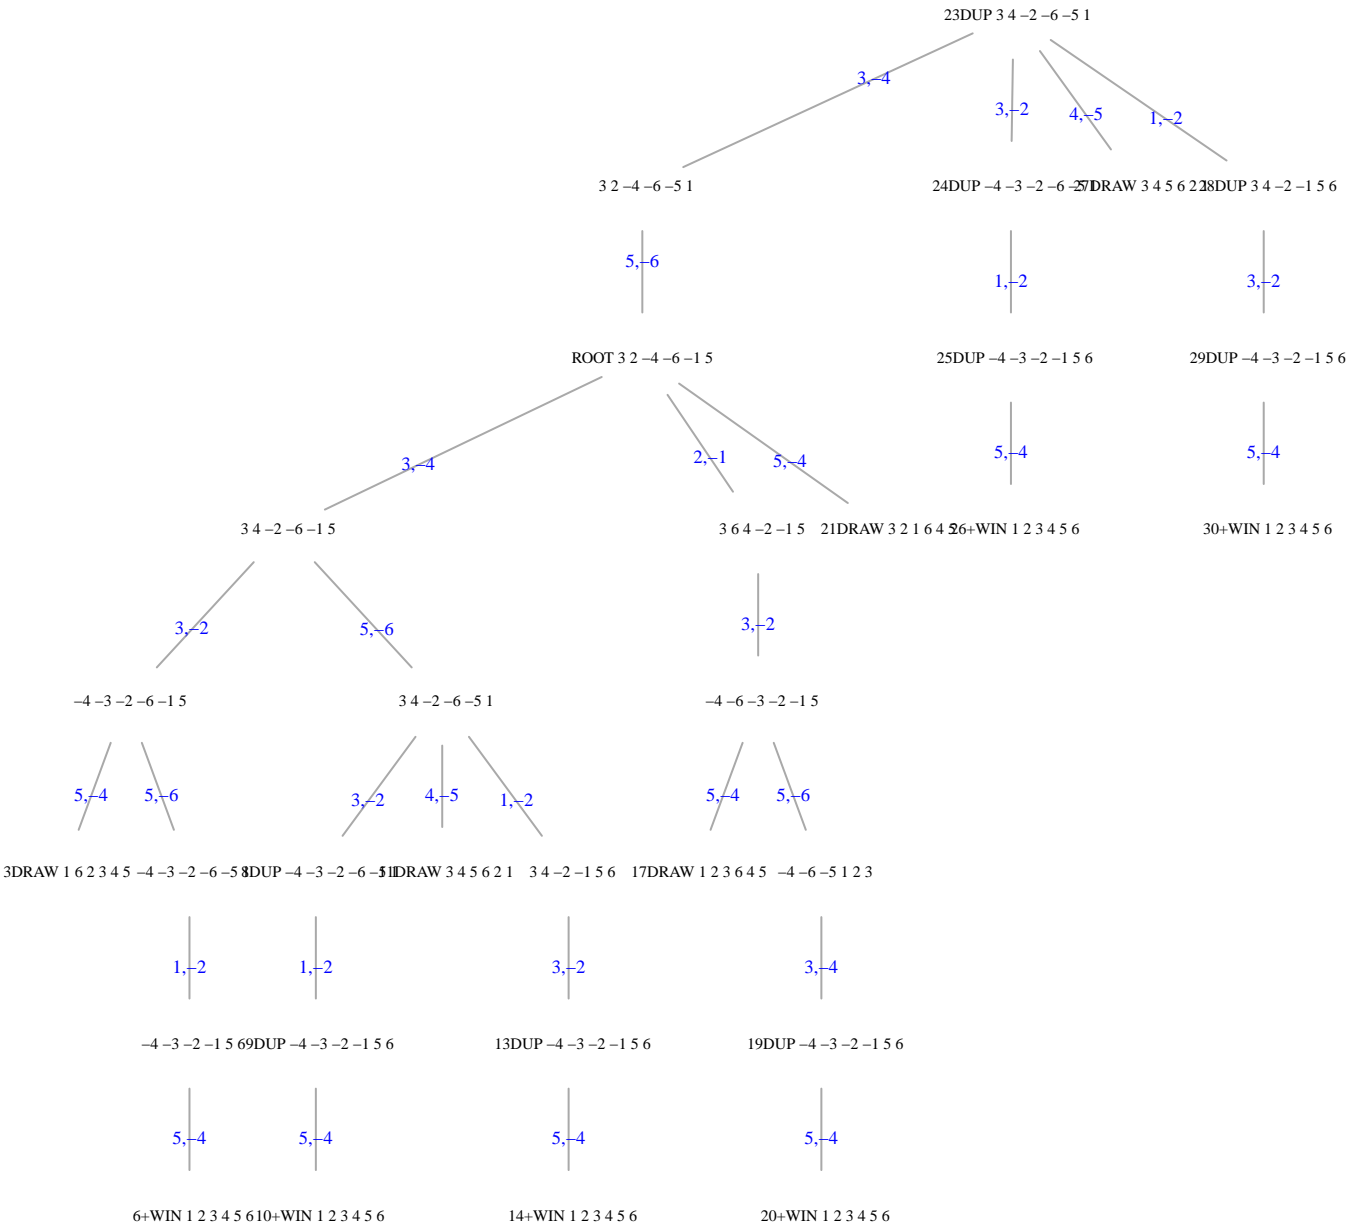 23DUP 3 4 –2 –6 –5 1
3,–4
3,–2
4,–5
1,–2
3 2 –4 –6 –5 1
24DUP –4 –3 –2 –6 –5 1
27DRAW 3 4 5 6 2 1
28DUP 3 4 –2 –1 5 6
5,–6
1,–2
3,–2
ROOT 3 2 –4 –6 –1 5
25DUP –4 –3 –2 –1 5 6
29DUP –4 –3 –2 –1 5 6
3,–4
2,–1
5,–4
5,–4
5,–4
3 4 –2 –6 –1 5
3 6 4 –2 –1 5
21DRAW 3 2 1 6 4 5
26+WIN 1 2 3 4 5 6
30+WIN 1 2 3 4 5 6
3,–2
5,–6
3,–2
–4 –3 –2 –6 –1 5
3 4 –2 –6 –5 1
–4 –6 –3 –2 –1 5
5,–4
5,–6
3,–2
4,–5
1,–2
5,–4
5,–6
3DRAW 1 6 2 3 4 5
–4 –3 –2 –6 –5 1
8DUP –4 –3 –2 –6 –5 1
11DRAW 3 4 5 6 2 1
3 4 –2 –1 5 6
17DRAW 1 2 3 6 4 5
–4 –6 –5 1 2 3
1,–2
1,–2
3,–2
3,–4
–4 –3 –2 –1 5 6
9DUP –4 –3 –2 –1 5 6
13DUP –4 –3 –2 –1 5 6
19DUP –4 –3 –2 –1 5 6
5,–4
5,–4
5,–4
5,–4
6+WIN 1 2 3 4 5 6
10+WIN 1 2 3 4 5 6
14+WIN 1 2 3 4 5 6
20+WIN 1 2 3 4 5 6